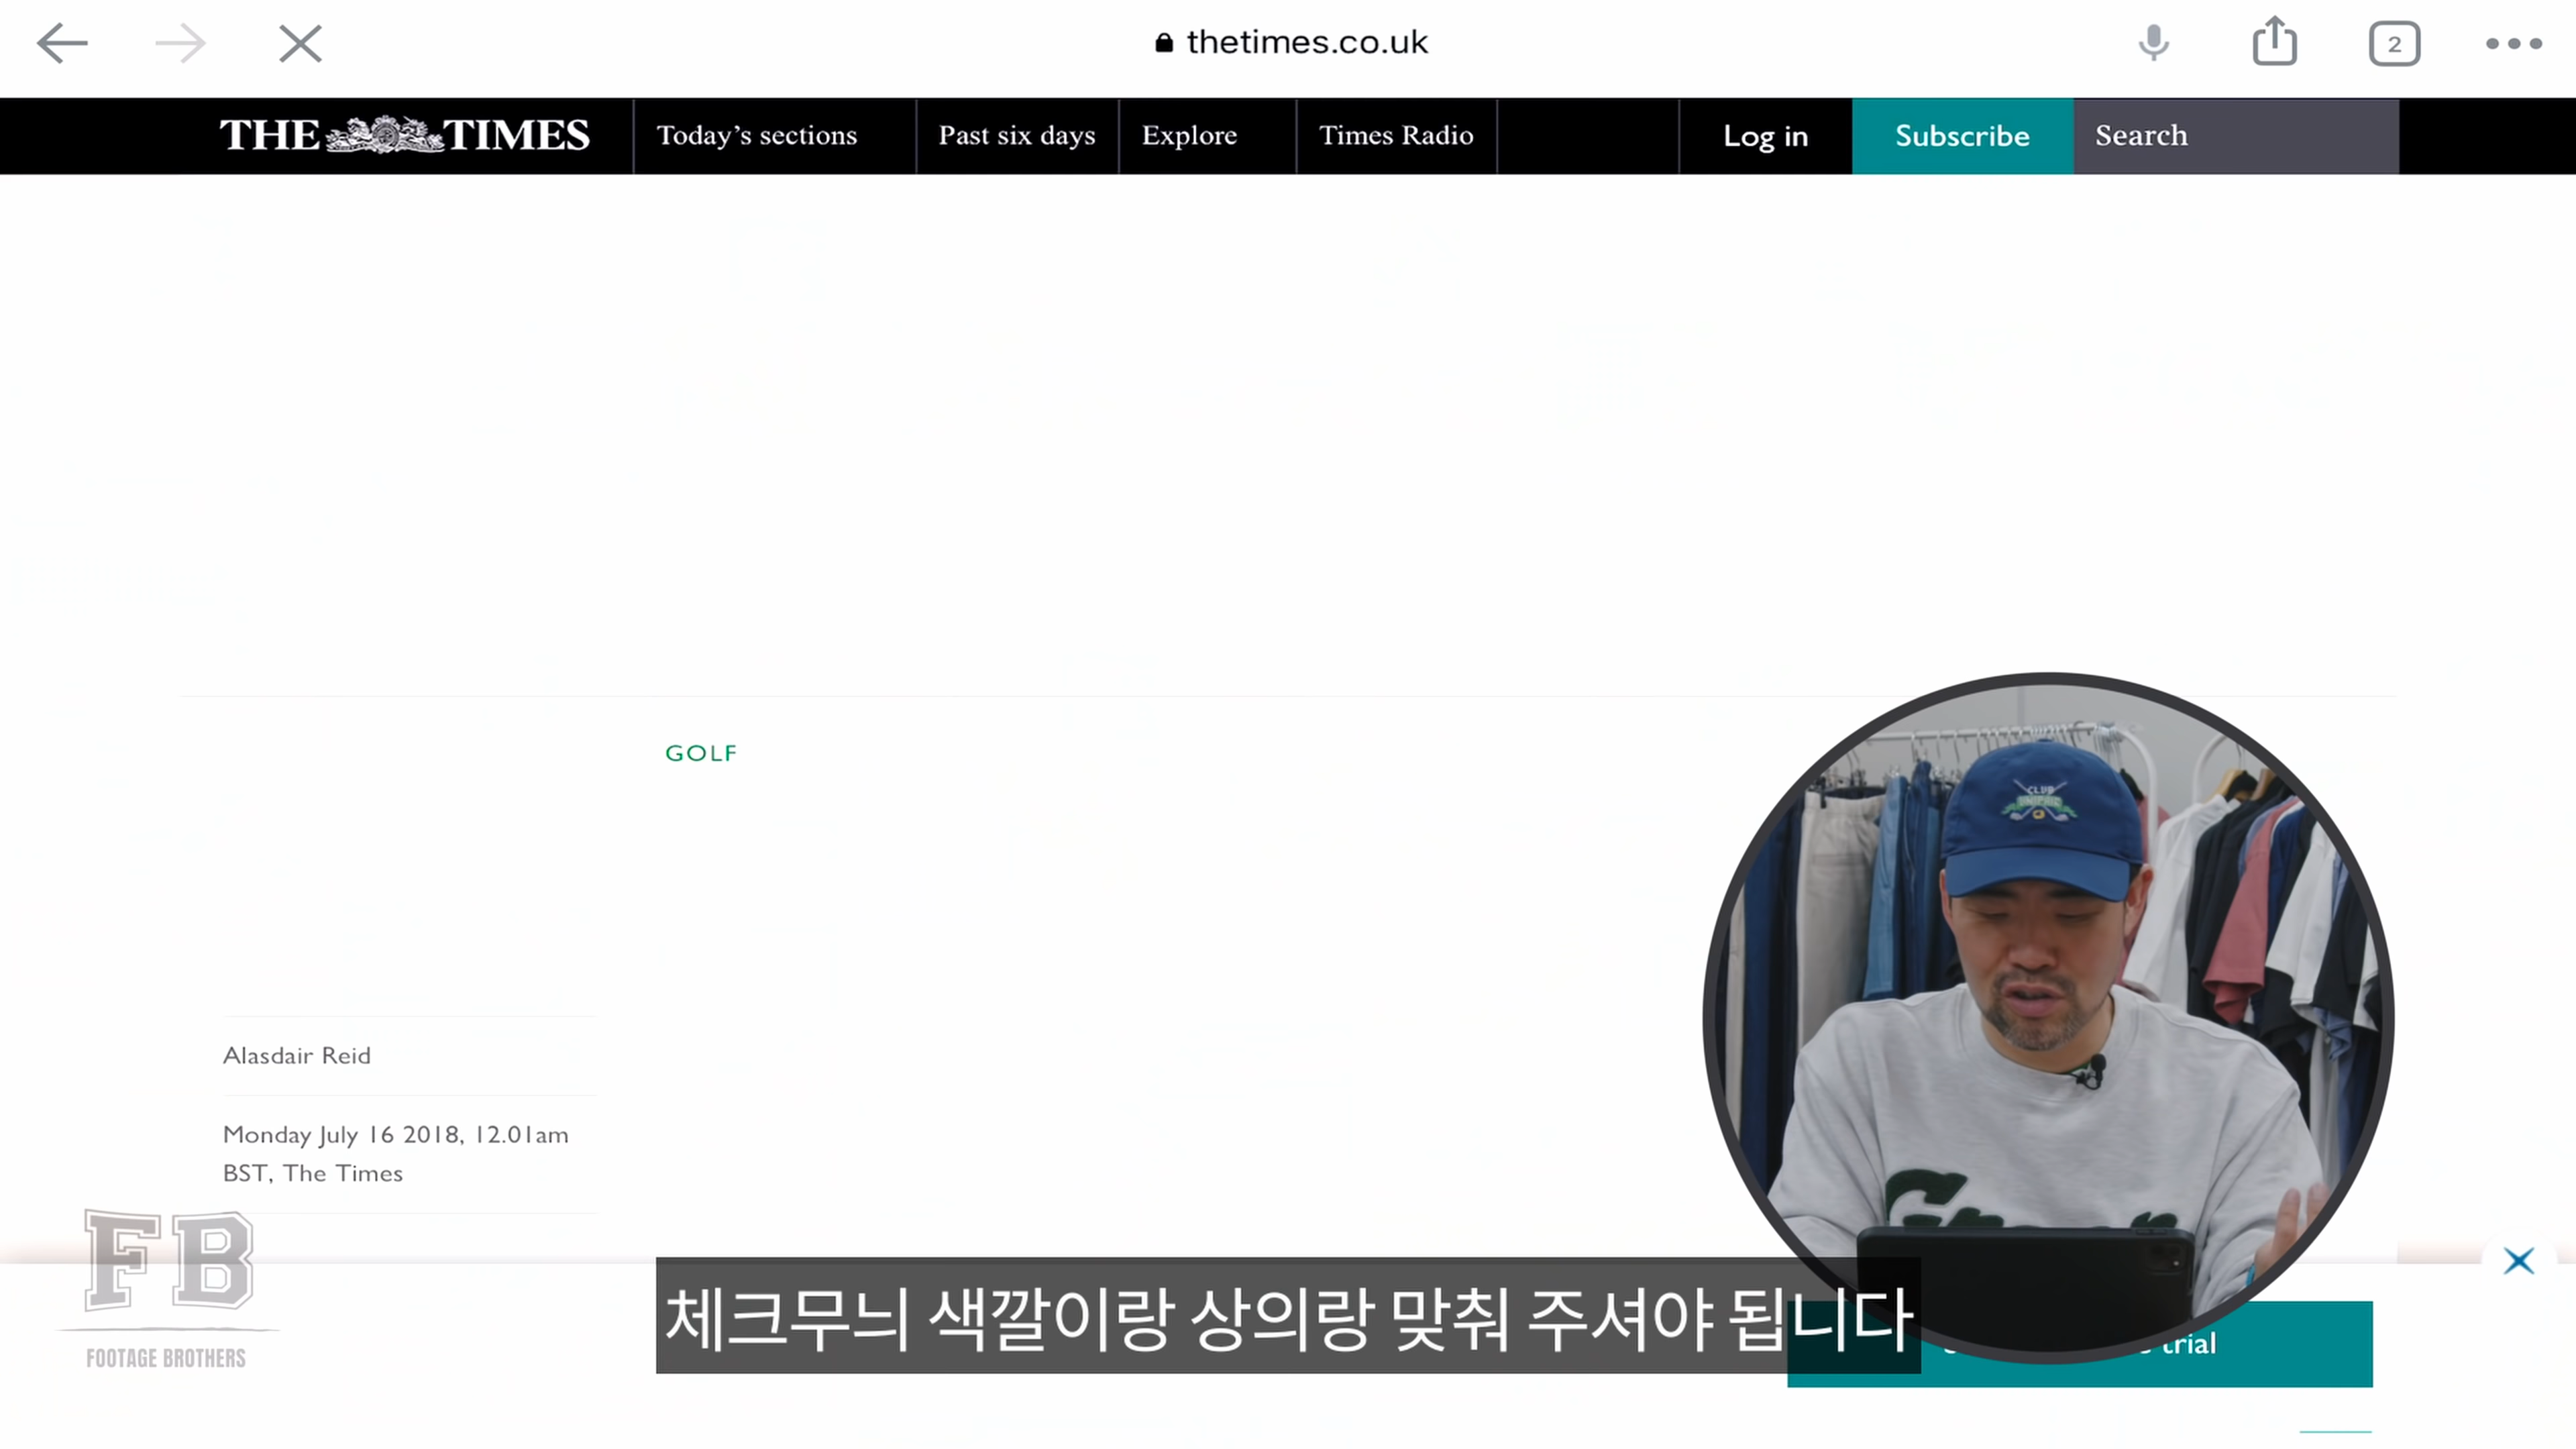 thetimes.co.uk
2
THE TIMES
Today's sections
Past six days
Explore
Times Radio
Log in
Subscribe
Search
GOLF
CLUB
Alasdair Reid
Monday July 16 2018, 12.01am
BST, The Times
FB
FOOTAGE BROTHERS
체크무늬 색깔이랑 상의랑 맞춰 주셔야 됩니다
trial